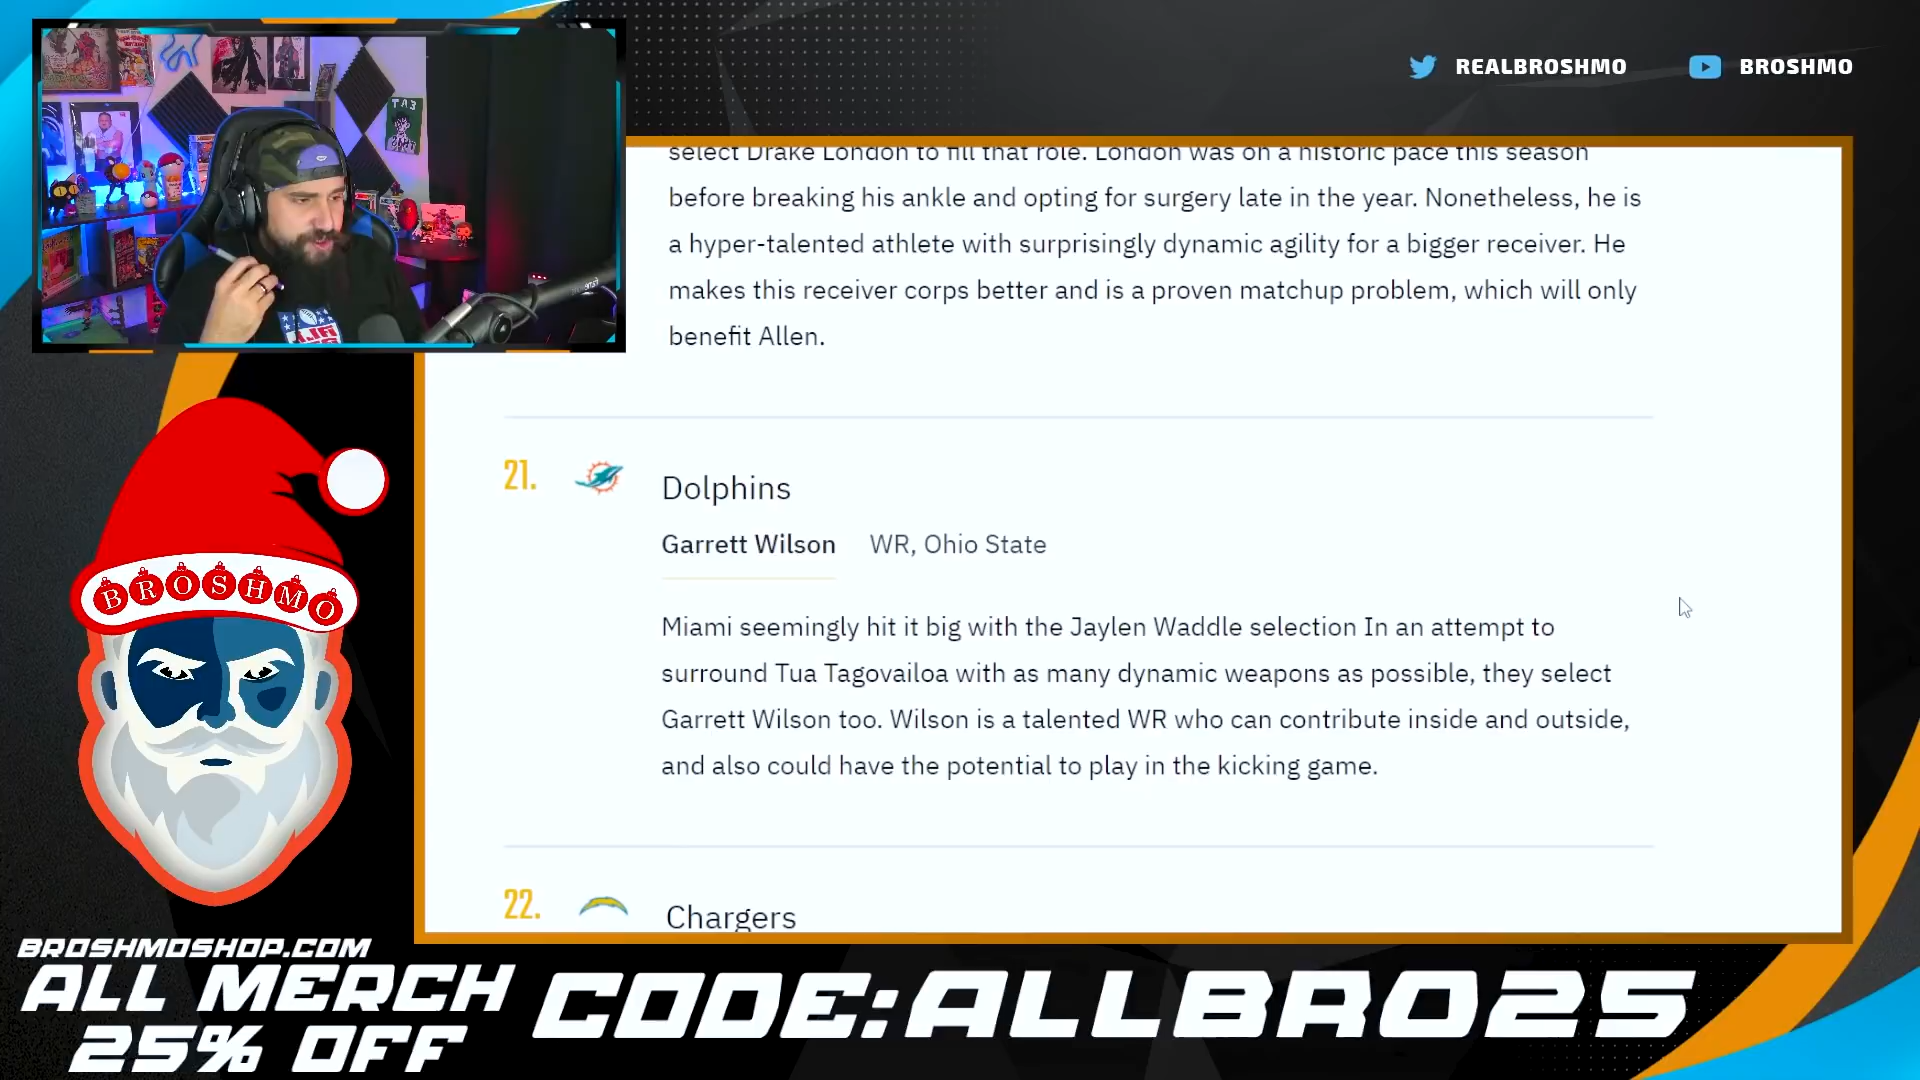 REALBROSHMO
BROSHMO
TAZ
select Drake London to fill that role. London was on a historic pace this season
before breaking his ankle and opting for surgery late in the year. Nonetheless, he is
a hyper-talented athlete with surprisingly dynamic agility for a bigger receiver. He
makes this receiver corps better and is a proven matchup problem, which will only
benefit Allen.
21.
Dolphins
Garrett Wilson WR, Ohio State
Miami seemingly hit it big with the Jaylen Waddle selection In an attempt to
surround Tua Tagovailoa with as many dynamic weapons as possible, they select
Garrett Wilson too. Wilson is a talented WR who can contribute inside and outside,
and also could have the potential to play in the kicking game.
22.
Chargers
BROSHMO
BROSHMOSHOP.COM
ALL MERCH
25% OFF
CODE:ALLBRO25